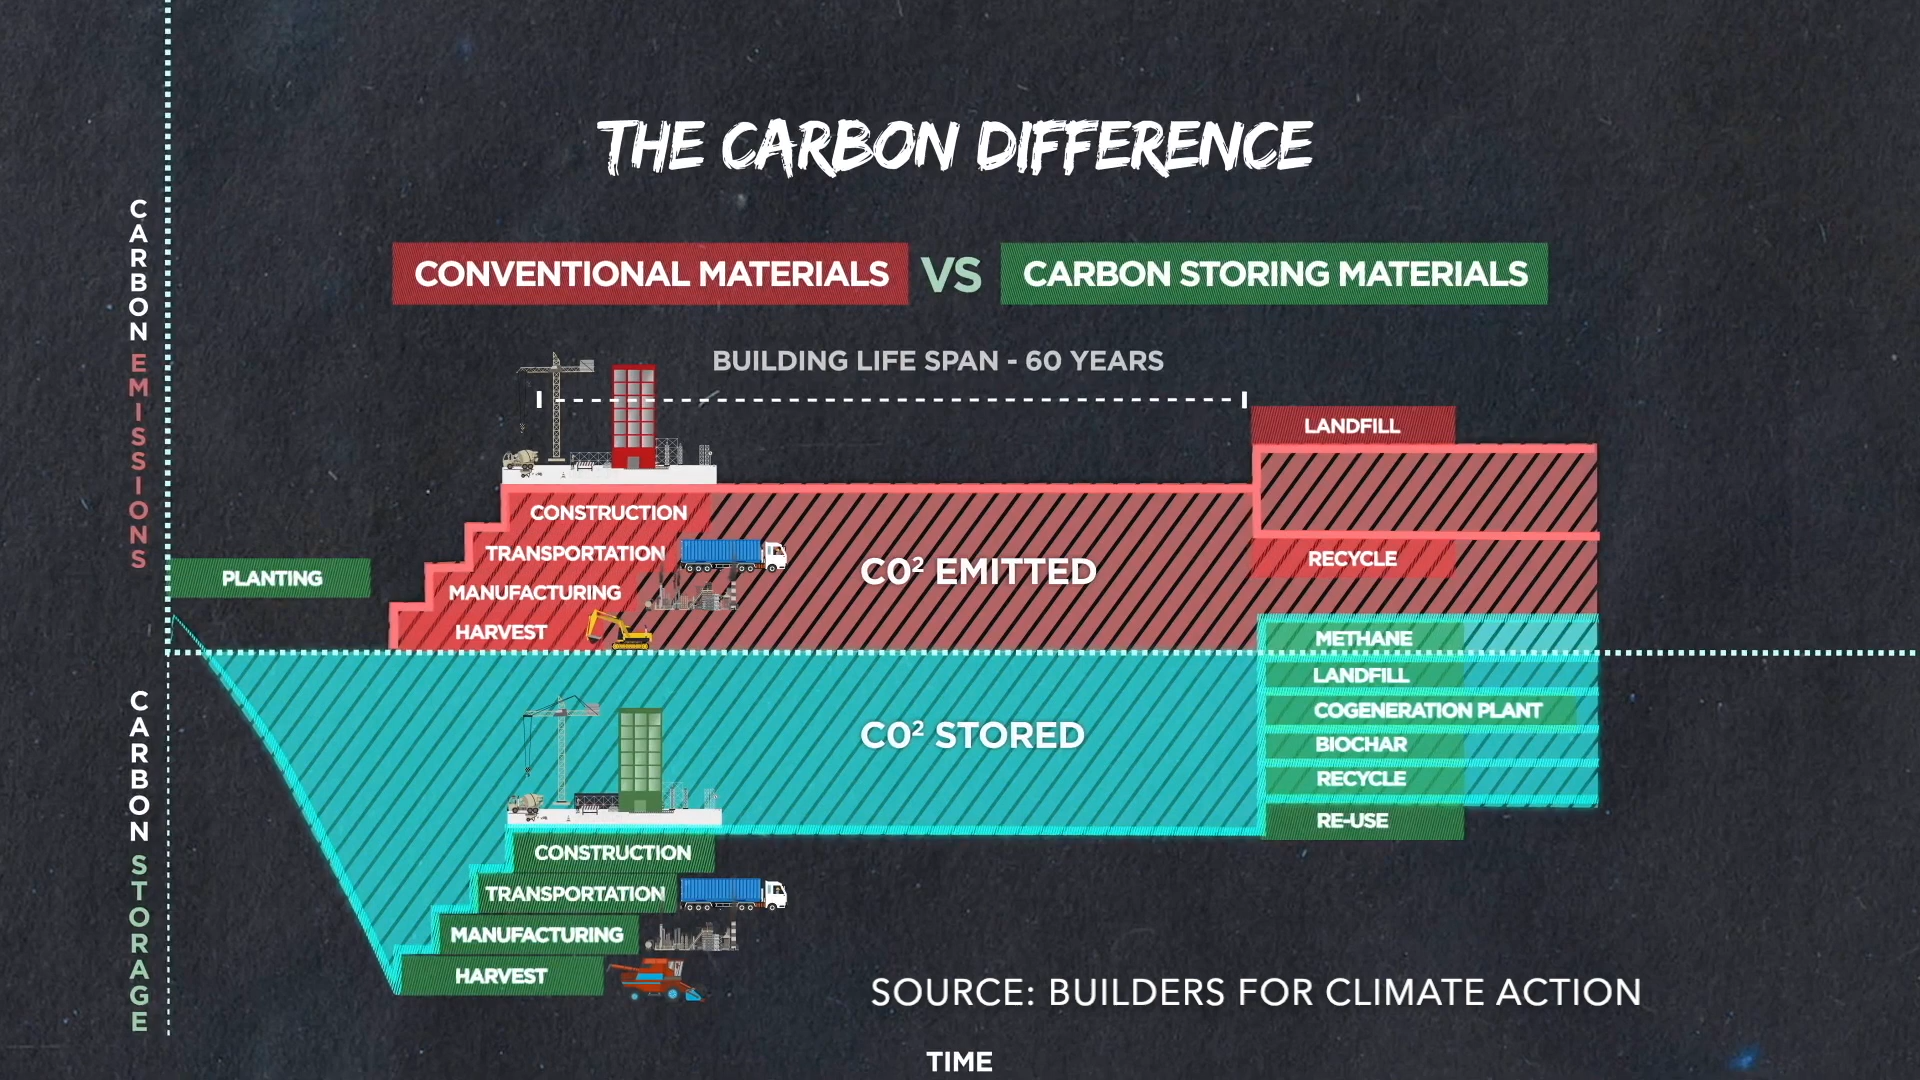 THE CARBON DIFFERENCE
CONVENTIONAL MATERIALS VS CARBON STORING MATERIALS
CARBON EMISSIONS
BUILDING LIFE SPAN - 60 YEARS
LANDFILL
CONSTRUCTION
TRANSPORTATION
MANUFACTURING
HARVEST
C0² EMITTED
RECYCLE
PLANTING
METHANE
LANDFILL
COGENERATION PLANT
BIOCHAR
RECYCLE
RE-USE
C0² STORED
CARBON STORAGE
CONSTRUCTION
TRANSPORTATION
MANUFACTURING
HARVEST
SOURCE: BUILDERS FOR CLIMATE ACTION
TIME